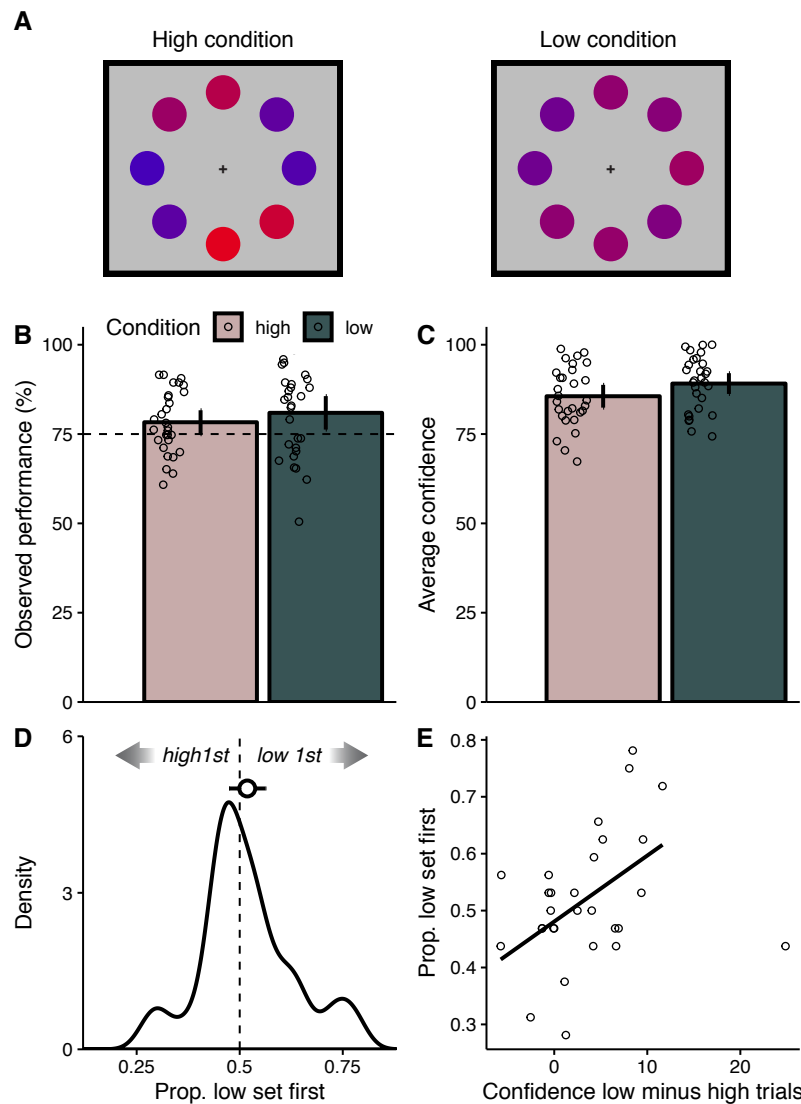 A
High condition
Low condition
+
+
B
Condition
high
low
C
100
75
50
25
0
Observed performance (%)
100
75
50
25
0
Average confidence
D
high1st
low 1st
6
3
0
Density
0.25
0.5
0.75
Prop. low set first
E
0.8
0.7
0.6
0.5
0.4
0.3
Prop. low set first
0
10
20
Confidence low minus high trials